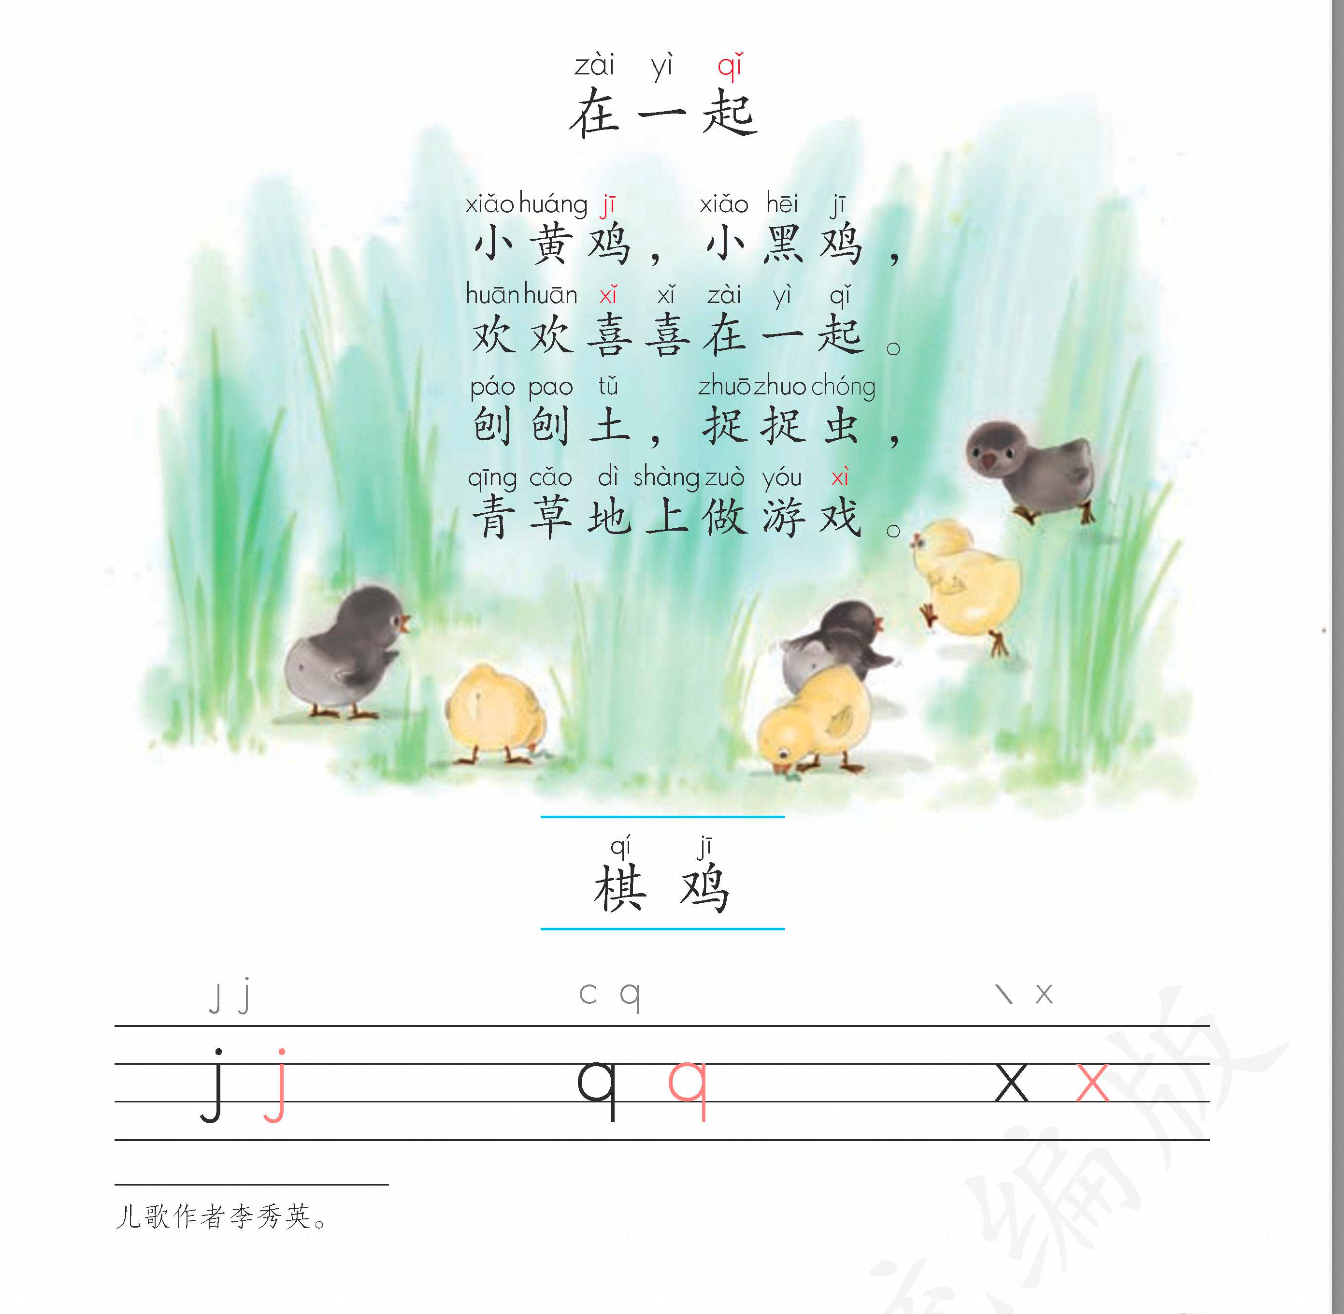 zài yì qǐ
在一起
xiǎo huáng jī xiǎo hēi jī
小黄鸡，小黑鸡，
huān huān xǐ xǐ zài yì qǐ
欢欢喜喜在一起。
páo pao tǔ zhuō zhuo chóng
刨刨土，捉捉虫，
qīng cǎo dì shàng zuò yóu xì
青草地上做游戏。
qí jī
棋 鸡
ȷ j c q \ x
j j q q x x
儿歌作者李秀英。
编版